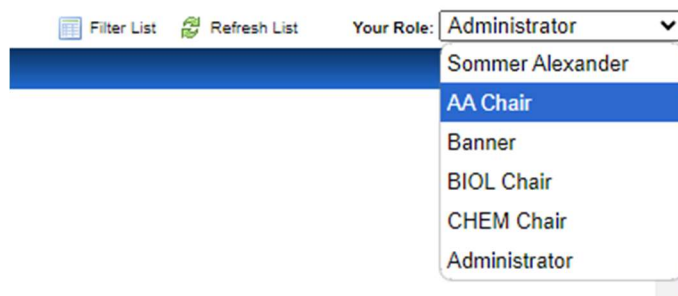 Filter List Refresh List Your Role: Administrator
Sommer Alexander
AA Chair
Banner
BIOL Chair
CHEM Chair
Administrator